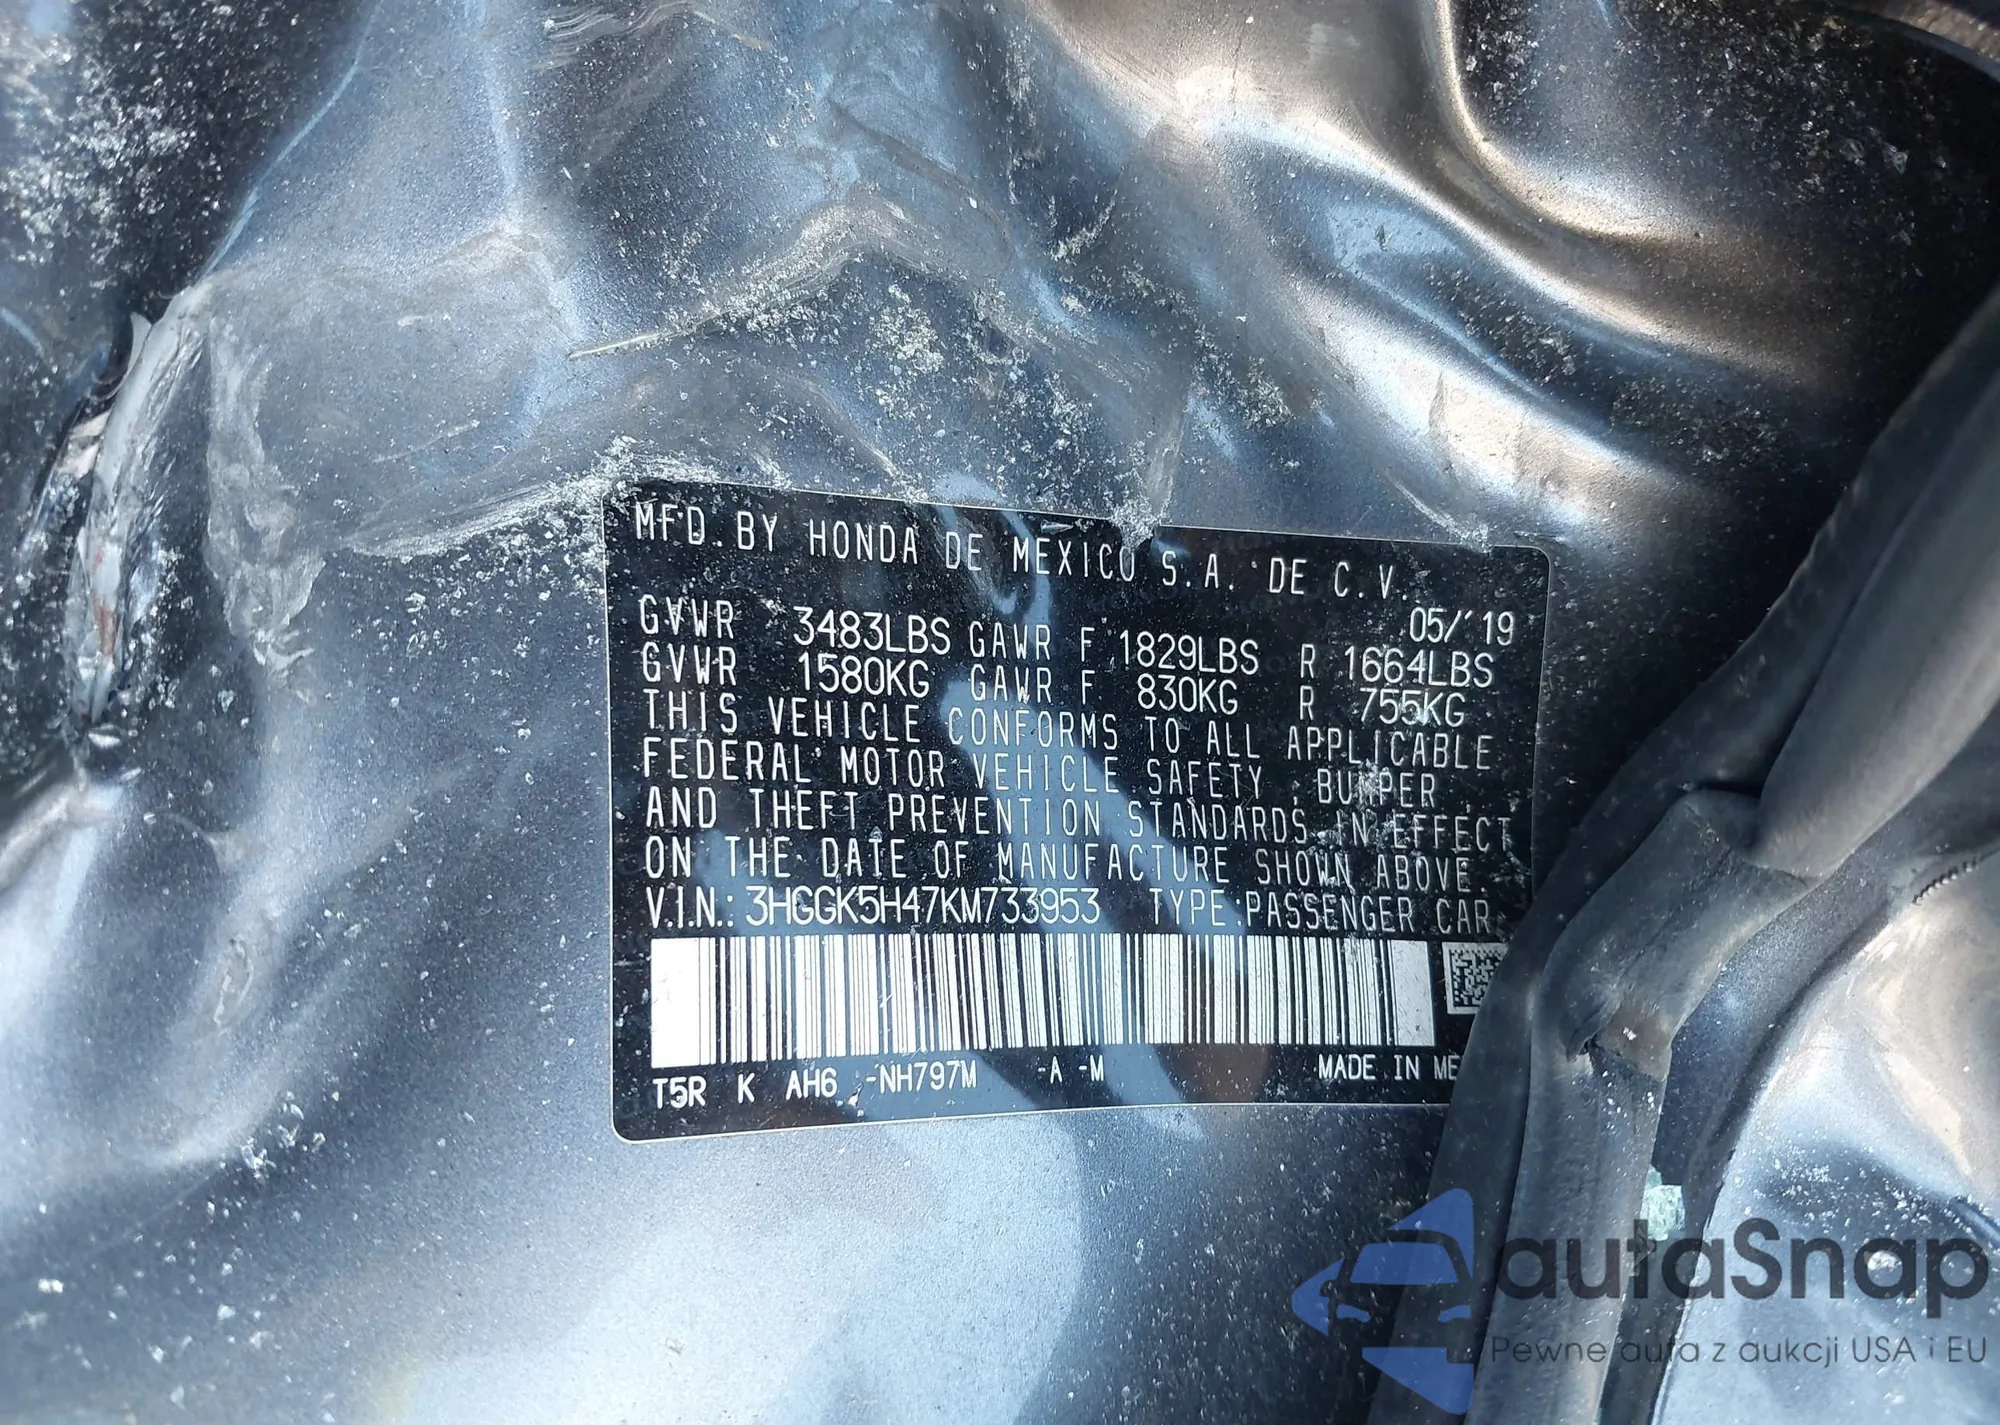 MFD. BY HONDA DE MEXICO S.A. DE C.V.
05/'19
GVWR 3483LBS GAWR F 1829LBS R 1664LBS
GVWR 1580KG GAWR F 830KG R 755KG
THIS VEHICLE CONFORMS TO ALL APPLICABLE
FEDERAL MOTOR VEHICLE SAFETY, BUMPER,
AND THEFT PREVENTION STANDARDS IN EFFECT
ON THE DATE OF MANUFACTURE SHOWN ABOVE.
V.I.N.: 3HGGK5H47KM733953 TYPE:PASSENGER CAR
T5R K AH6 -NH797M -A -M MADE IN ME
autaSnap
Pewne auta z aukcji USA i EU